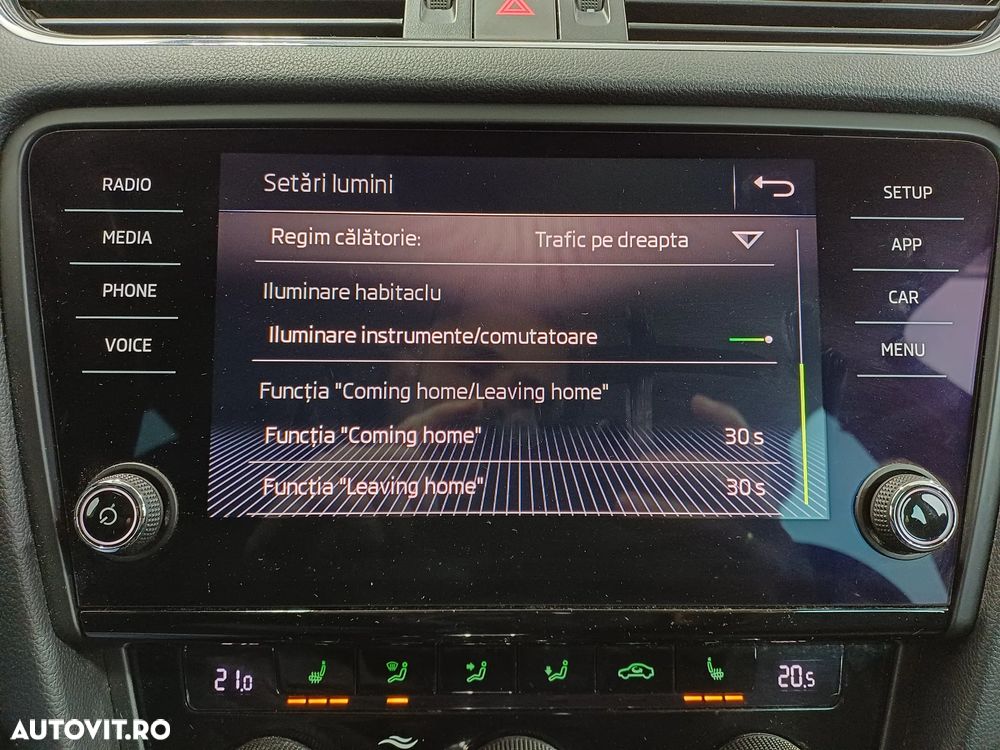 RADIO
MEDIA
PHONE
VOICE
Setări lumini
Regim călătorie: Trafic pe dreapta
Iluminare habitaclu
Iluminare instrumente/comutatoare
Funcția "Coming home/Leaving home"
Funcția "Coming home" 30 s
Funcția "Leaving home" 30 s
SETUP
APP
CAR
MENU
21.0
20.5
AUTOVIT.RO